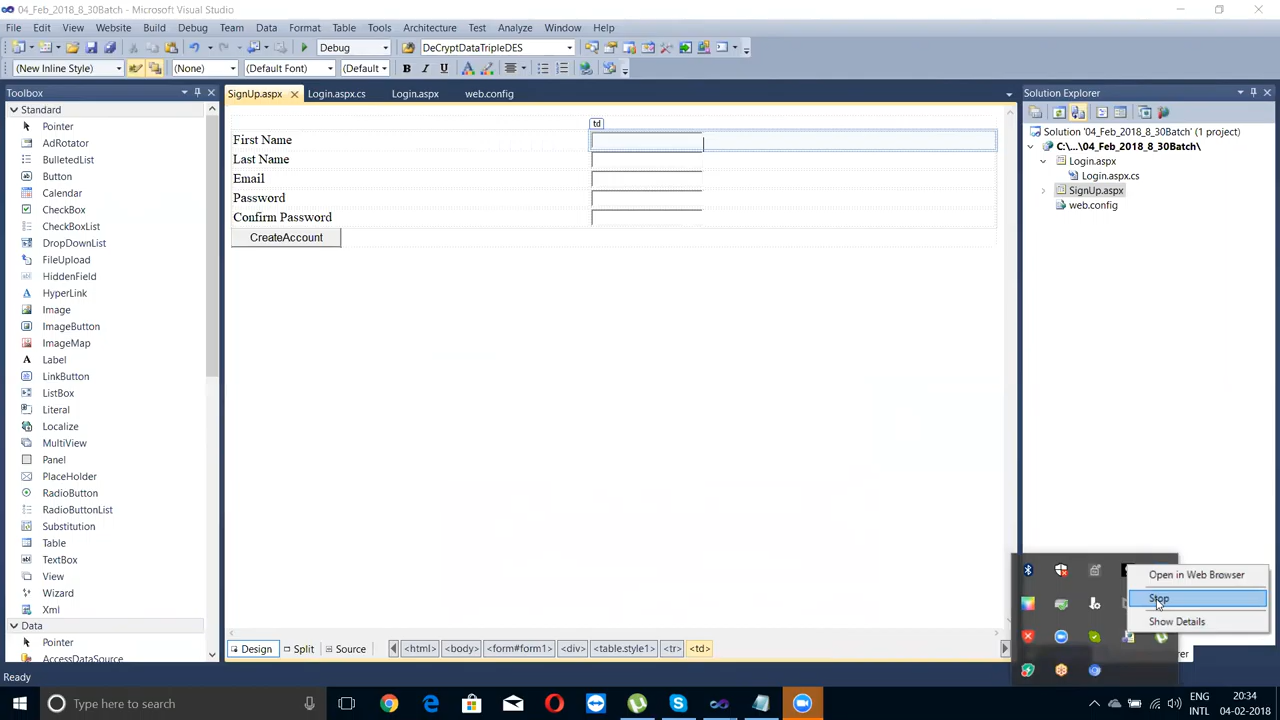 04_Feb_2018_8_30Batch - Microsoft Visual Studio
File Edit View Website Build Debug Team Data Format Table Tools Architecture Test Analyze Window Help
Debug DeCryptDataTripleDES
(New Inline Style) (None) (Default Font) (Default B I U A
Toolbox
Standard
Pointer
AdRotator
BulletedList
Button
Calendar
CheckBox
CheckBoxList
DropDownList
FileUpload
HiddenField
HyperLink
Image
ImageButton
ImageMap
Label
LinkButton
ListBox
Literal
Localize
MultiView
Panel
PlaceHolder
RadioButton
RadioButtonList
Substitution
Table
TextBox
View
Wizard
Xml
Data
Pointer
AccessDataSource
SignUp.aspx Login.aspx.cs Login.aspx web.config
td
First Name
Last Name
Email
Password
Confirm Password
CreateAccount
Design Split Source <html> <body> <form#form1> <div> <table.style1> <tr> <td>
Solution Explorer
Solution '04_Feb_2018_8_30Batch' (1 project)
C:\...\04_Feb_2018_8_30Batch\
Login.aspx
Login.aspx.cs
SignUp.aspx
web.config
Open in Web Browser
Stop
Show Details
Ready
Type here to search
ENG
INTL
20:34
04-02-2018